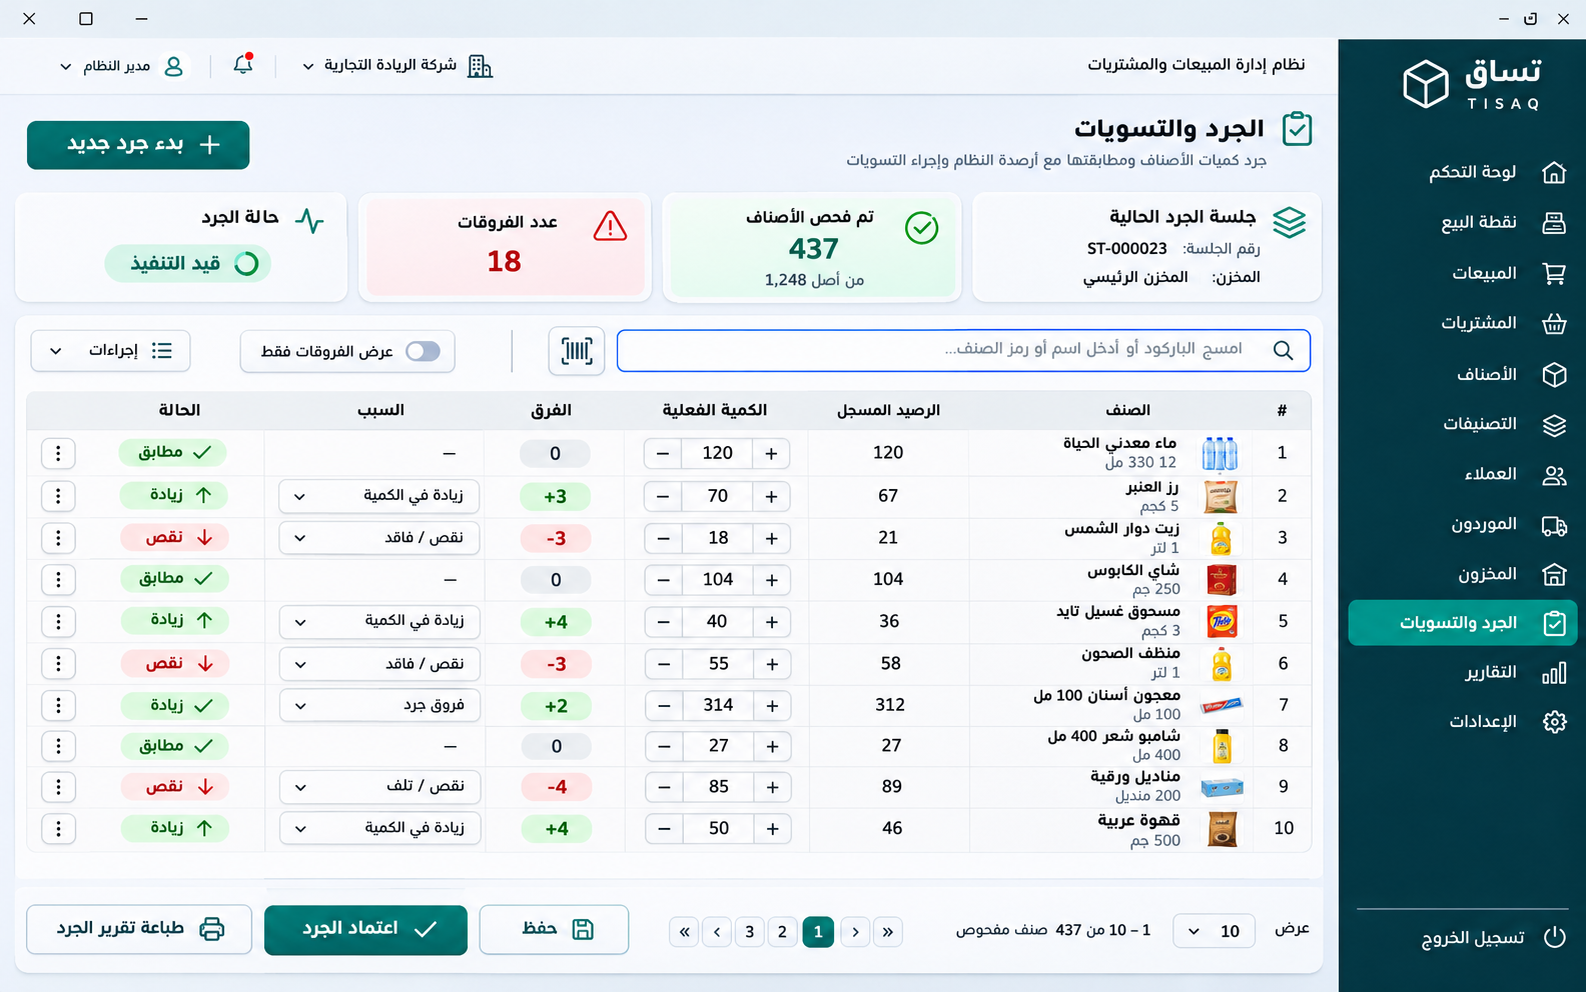 تساق
TISAQ
لوحة التحكم
نقطة البيع
المبيعات
المشتريات
الأصناف
التصنيفات
العملاء
الموردون
المخزون
الجرد والتسويات
التقارير
الإعدادات
تسجيل الخروج
نظام إدارة المبيعات والمشتريات
شركة الريادة التجارية
مدير النظام
الجرد والتسويات
جرد كميات الأصناف ومطابقتها مع أرصدة النظام وإجراء التسويات
بدء جرد جديد
جلسة الجرد الحالية
رقم الجلسة: ST-000023
المخزن: المخزن الرئيسي
تم فحص الأصناف
437
من أصل 1,248
عدد الفروقات
18
حالة الجرد
قيد التنفيذ
امسح الباركود أو أدخل اسم أو رمز الصنف...
عرض الفروقات فقط
إجراءات
# الصنف الرصيد المسجل الكمية الفعلية الفرق السبب الحالة
1 ماء معدني الحياة 120 + 120 − 0 — مطابق
12 330 مل
2 رز العنبر 67 + 70 − +3 زيادة في الكمية زيادة
5 كجم
3 زيت دوار الشمس 21 + 18 − -3 نقص / فاقد نقص
1 لتر
4 شاي الكابوس 104 + 104 − 0 — مطابق
250 جم
5 مسحوق غسيل تايد 36 + 40 − +4 زيادة في الكمية زيادة
3 كجم
6 منظف الصحون 58 + 55 − -3 نقص / فاقد نقص
1 لتر
7 معجون أسنان 100 مل 312 + 314 − +2 فروق جرد زيادة
100 مل
8 شامبو شعر 400 مل 27 + 27 − 0 — مطابق
400 مل
9 مناديل ورقية 89 + 85 − -4 نقص / تلف نقص
200 منديل
10 قهوة عربية 46 + 50 − +4 زيادة في الكمية زيادة
500 جم
عرض 10
1 – 10 من 437 صنف مفحوص
« ‹ 1 2 3 › »
حفظ
اعتماد الجرد
طباعة تقرير الجرد